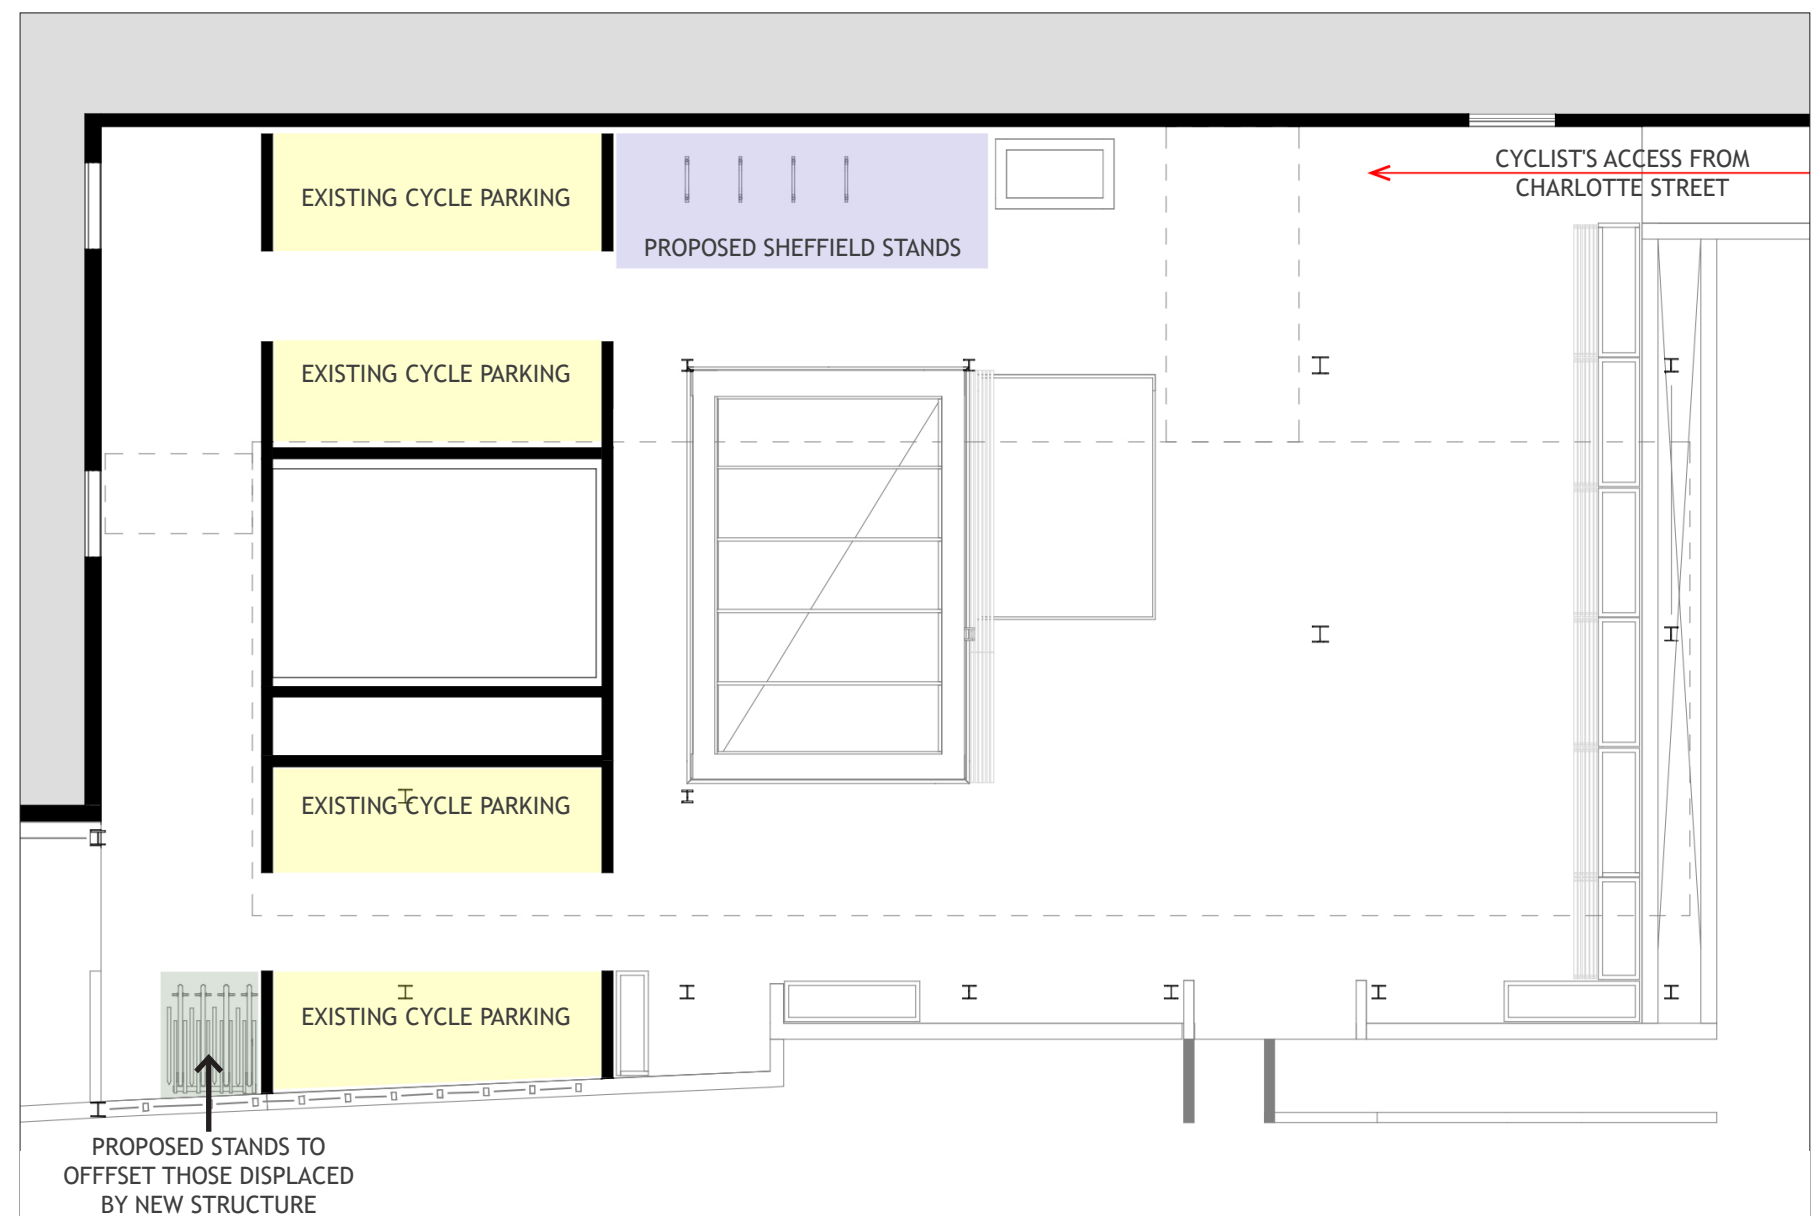 CYCLIST'S ACCESS FROM
CHARLOTTE STREET
EXISTING CYCLE PARKING
PROPOSED SHEFFIELD STANDS
EXISTING CYCLE PARKING
EXISTING CYCLE PARKING
EXISTING CYCLE PARKING
PROPOSED STANDS TO
OFFFSET THOSE DISPLACED
BY NEW STRUCTURE